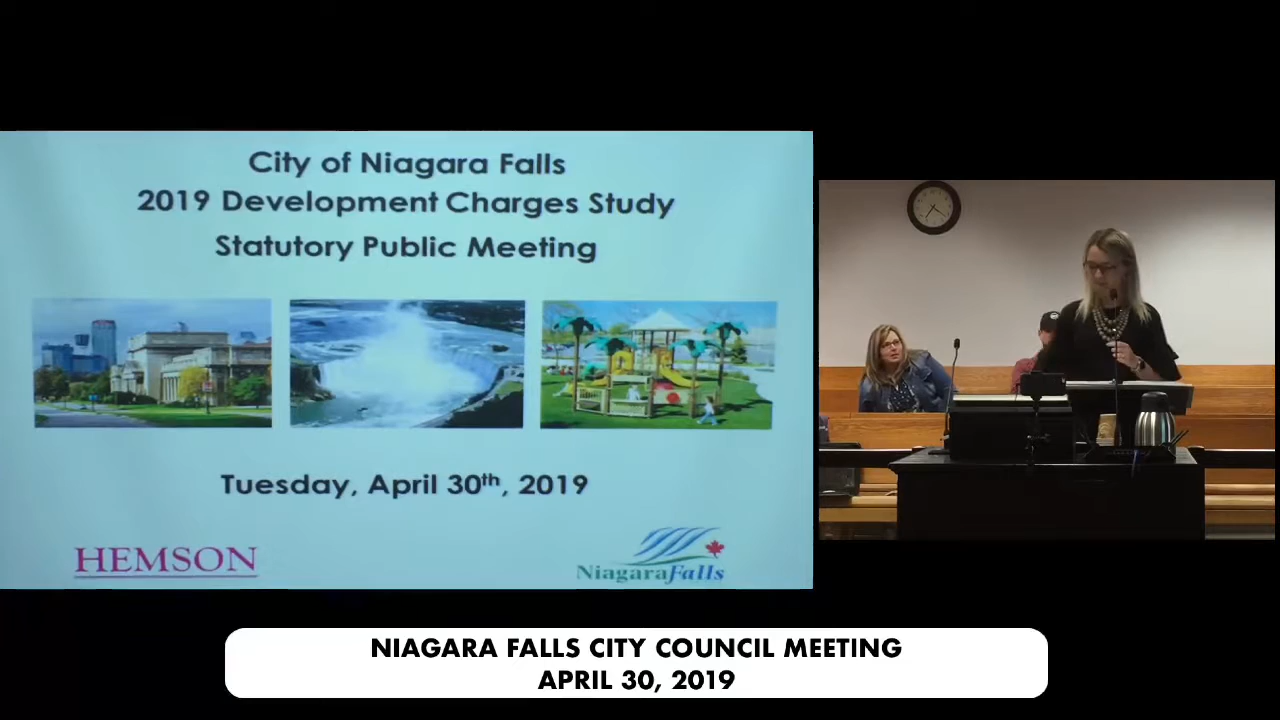 City of Niagara Falls
2019 Development Charges Study
Statutory Public Meeting
Tuesday, April 30th, 2019
HEMSON
NiagaraFalls
NIAGARA FALLS CITY COUNCIL MEETING
APRIL 30, 2019